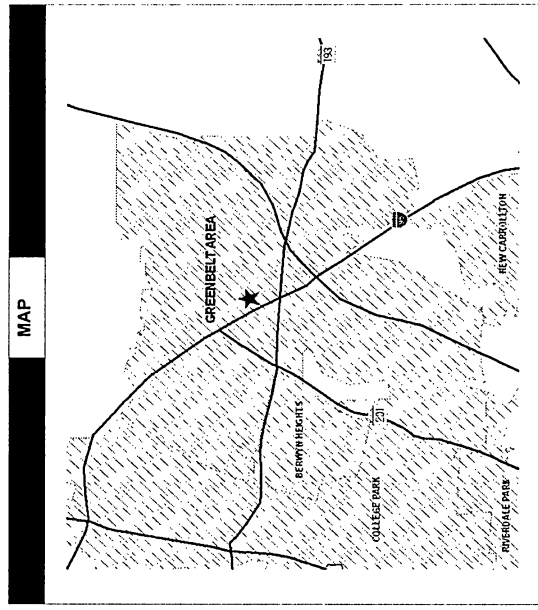 MAP
GREENBELT AREA
193
BERWYN HEIGHTS
201
COLLEGE PARK
NEW CARROLLTON
RIVERDALE PARK